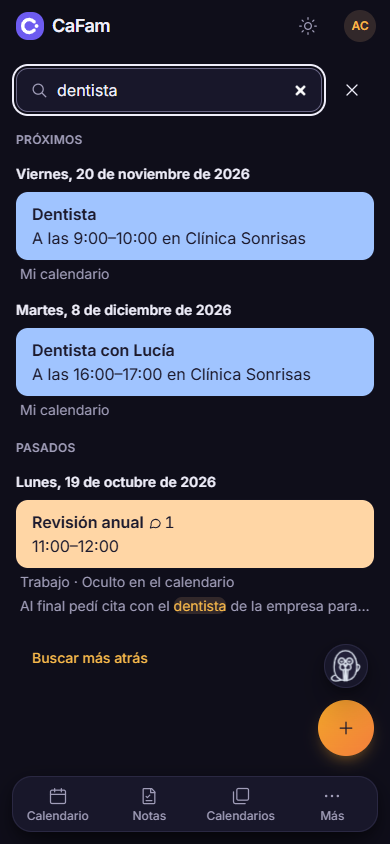 CaFam
AC
dentista
PRÓXIMOS
Viernes, 20 de noviembre de 2026
Dentista
A las 9:00–10:00 en Clínica Sonrisas
Mi calendario
Martes, 8 de diciembre de 2026
Dentista con Lucía
A las 16:00–17:00 en Clínica Sonrisas
Mi calendario
PASADOS
Lunes, 19 de octubre de 2026
Revisión anual 1
11:00–12:00
Trabajo · Oculto en el calendario
Al final pedí cita con el dentista de la empresa para...
Buscar más atrás
Calendario Notas Calendarios Más